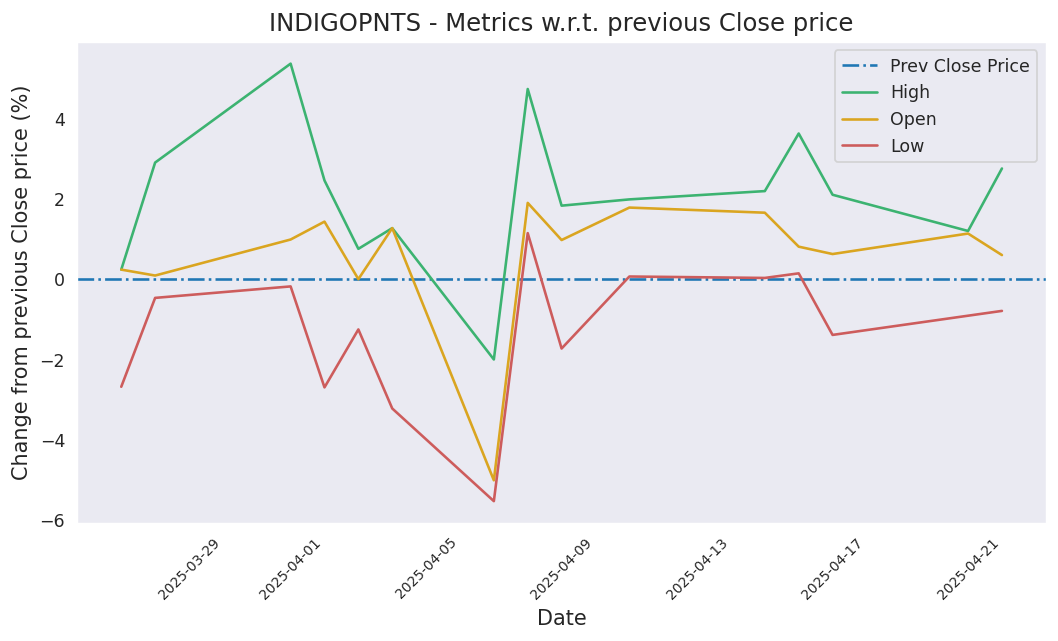 INDIGOPNTS - Metrics w.r.t. previous Close price
Change from previous Close price (%)
Prev Close Price
High
Open
Low
4
2
0
−2
−4
−6
2025-03-29
2025-04-01
2025-04-05
2025-04-09
2025-04-13
2025-04-17
2025-04-21
Date